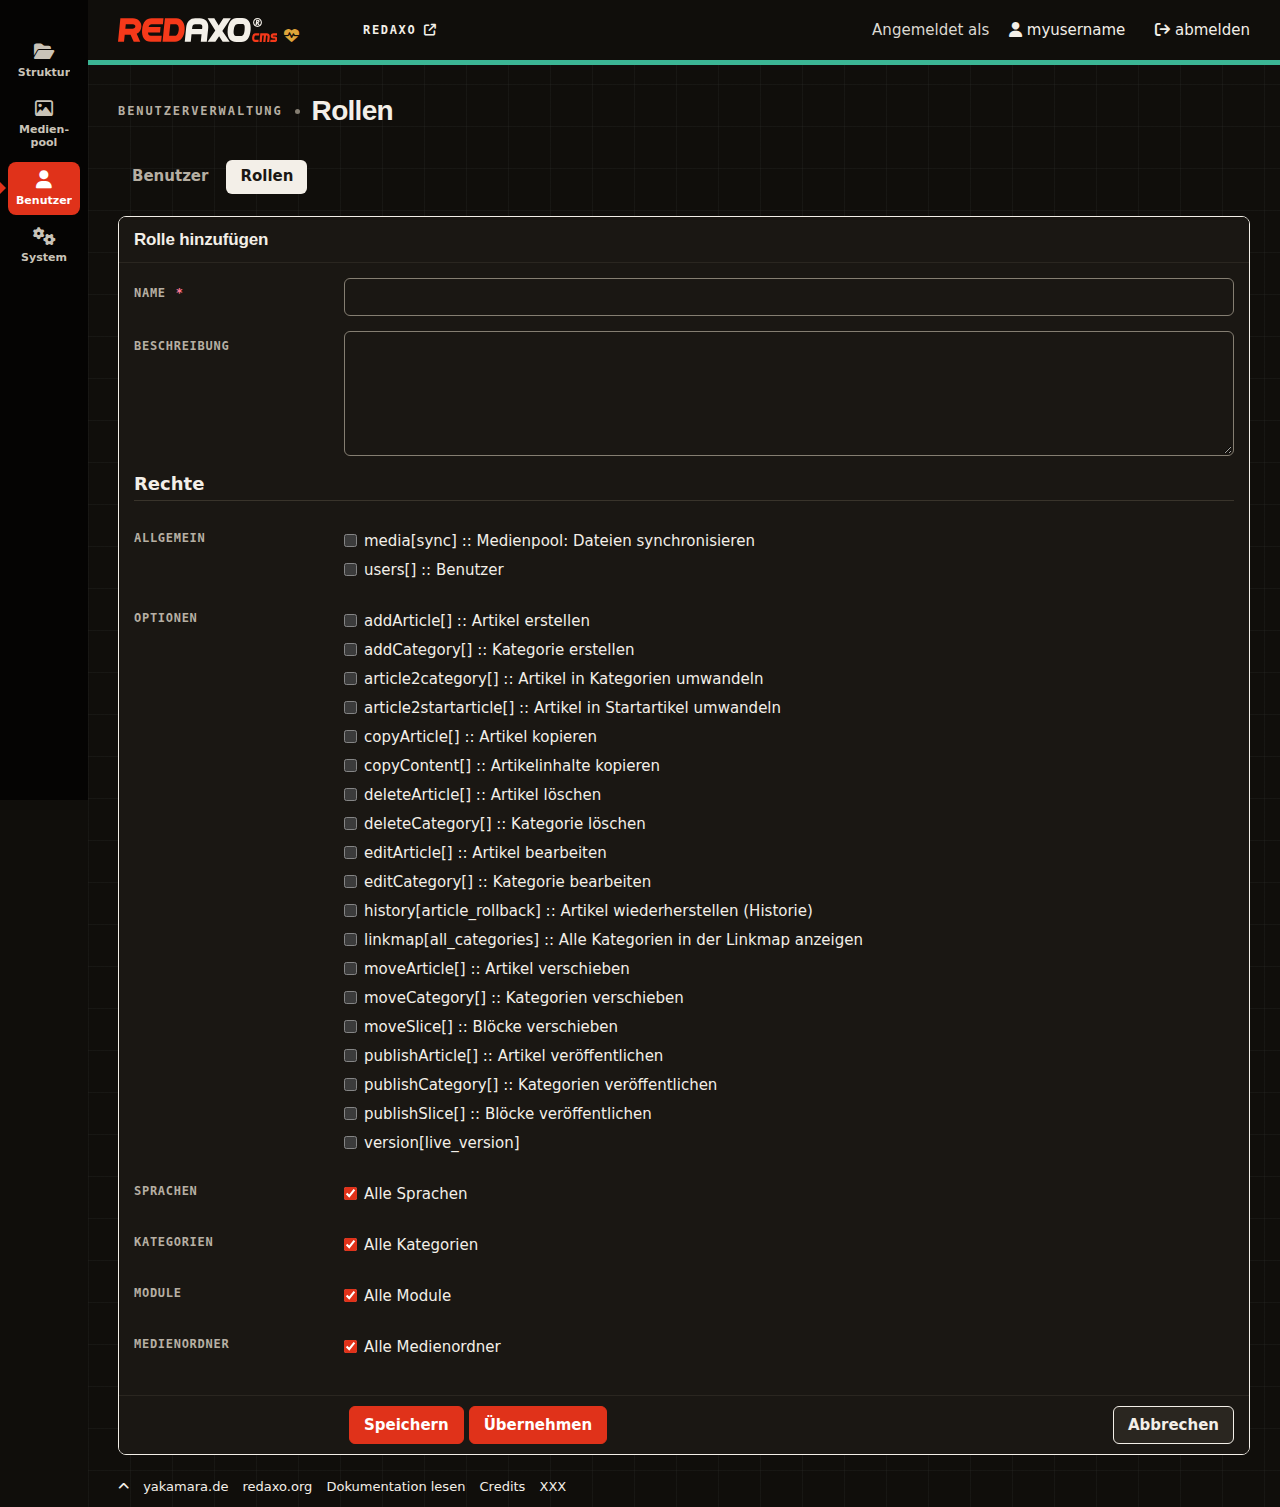 REDAXO® cms
REDAXO
Angemeldet als myusername abmelden
Struktur
Medien-
pool
Benutzer
System
BENUTZERVERWALTUNG • Rollen
Benutzer Rollen
Rolle hinzufügen
NAME *
BESCHREIBUNG
Rechte
ALLGEMEIN
media[sync] :: Medienpool: Dateien synchronisieren
users[] :: Benutzer
OPTIONEN
addArticle[] :: Artikel erstellen
addCategory[] :: Kategorie erstellen
article2category[] :: Artikel in Kategorien umwandeln
article2startarticle[] :: Artikel in Startartikel umwandeln
copyArticle[] :: Artikel kopieren
copyContent[] :: Artikelinhalte kopieren
deleteArticle[] :: Artikel löschen
deleteCategory[] :: Kategorie löschen
editArticle[] :: Artikel bearbeiten
editCategory[] :: Kategorie bearbeiten
history[article_rollback] :: Artikel wiederherstellen (Historie)
linkmap[all_categories] :: Alle Kategorien in der Linkmap anzeigen
moveArticle[] :: Artikel verschieben
moveCategory[] :: Kategorien verschieben
moveSlice[] :: Blöcke verschieben
publishArticle[] :: Artikel veröffentlichen
publishCategory[] :: Kategorien veröffentlichen
publishSlice[] :: Blöcke veröffentlichen
version[live_version]
SPRACHEN
Alle Sprachen
KATEGORIEN
Alle Kategorien
MODULE
Alle Module
MEDIENORDNER
Alle Medienordner
Speichern Übernehmen Abbrechen
yakamara.de redaxo.org Dokumentation lesen Credits XXX